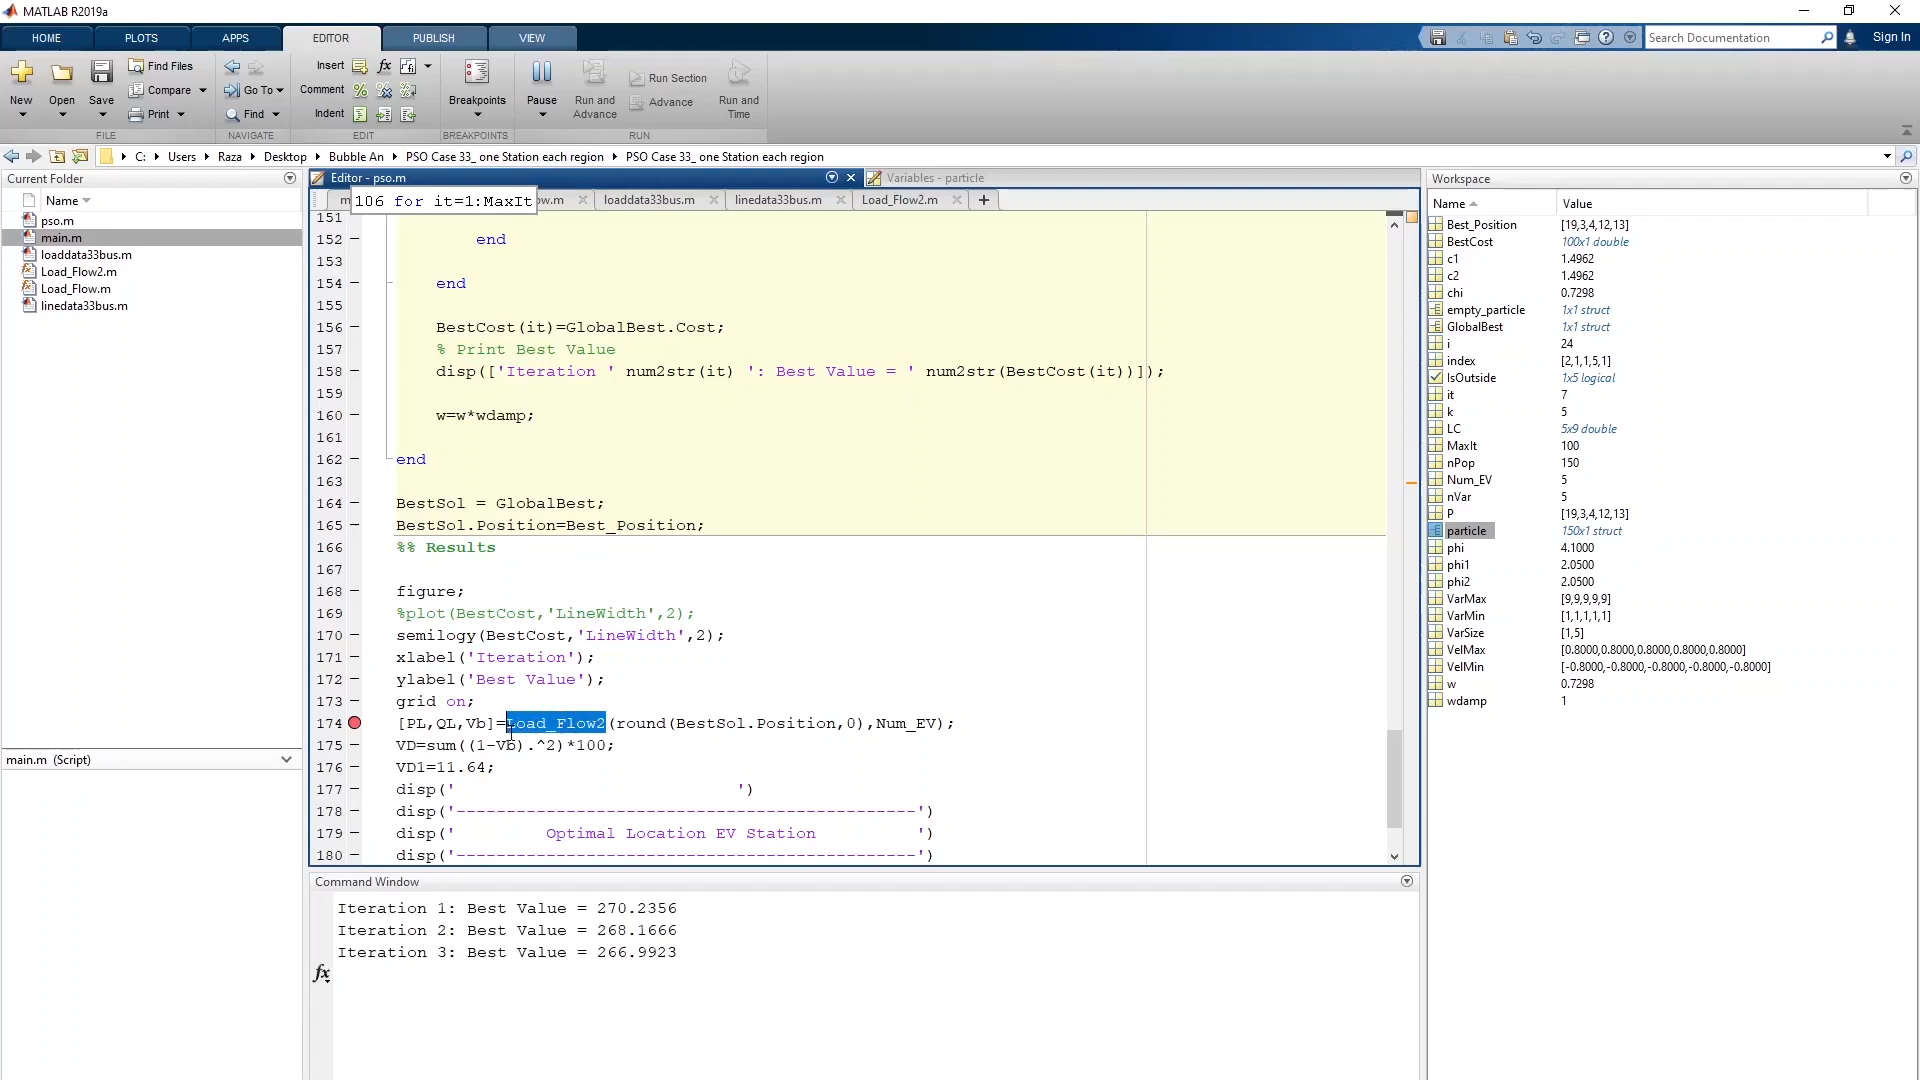 MATLAB R2019a
HOME PLOTS APPS EDITOR PUBLISH VIEW
Search Documentation
Sign In
New Open Save
Find Files
Compare
Print
Go To
Find
Insert
fx
Comment
Indent
Breakpoints
Pause
Run and Advance
Run Section
Advance
Run and Time
FILE NAVIGATE EDIT BREAKPOINTS RUN
C: Users Raza Desktop Bubble An PSO Case 33_ one Station each region PSO Case 33_ one Station each region
Current Folder
Name
pso.m
main.m
loaddata33bus.m
Load_Flow2.m
Load_Flow.m
linedata33bus.m
main.m (Script)
Editor - pso.m
Variables - particle
106 for it=1:MaxIt
loaddata33bus.m linedata33bus.m Load_Flow2.m
151
152 end
153
154 end
155
156 BestCost(it)=GlobalBest.Cost;
157 % Print Best Value
158 disp(['Iteration ' num2str(it) ': Best Value = ' num2str(BestCost(it))]);
159
160 w=w*wdamp;
161
162 end
163
164 BestSol = GlobalBest;
165 BestSol.Position=Best_Position;
166 %% Results
167
168 figure;
169 %plot(BestCost,'LineWidth',2);
170 semilogy(BestCost,'LineWidth',2);
171 xlabel('Iteration');
172 ylabel('Best Value');
173 grid on;
174 [PL,QL,Vb]=Load_Flow2(round(BestSol.Position,0),Num_EV);
175 VD=sum((1-Vb).^2)*100;
176 VD1=11.64;
177 disp(' ')
178 disp('----------------------------------------------')
179 disp(' Optimal Location EV Station ')
180 disp('----------------------------------------------')
Command Window
Iteration 1: Best Value = 270.2356
Iteration 2: Best Value = 268.1666
Iteration 3: Best Value = 266.9923
fx
Workspace
Name Value
Best_Position [19,3,4,12,13]
BestCost 100x1 double
c1 1.4962
c2 1.4962
chi 0.7298
empty_particle 1x1 struct
GlobalBest 1x1 struct
i 24
index [2,1,1,5,1]
IsOutside 1x5 logical
it 7
k 5
LC 5x9 double
MaxIt 100
nPop 150
Num_EV 5
nVar 5
P [19,3,4,12,13]
particle 150x1 struct
phi 4.1000
phi1 2.0500
phi2 2.0500
VarMax [9,9,9,9,9]
VarMin [1,1,1,1,1]
VarSize [1,5]
VelMax [0.8000,0.8000,0.8000,0.8000,0.8000]
VelMin [-0.8000,-0.8000,-0.8000,-0.8000,-0.8000]
w 0.7298
wdamp 1